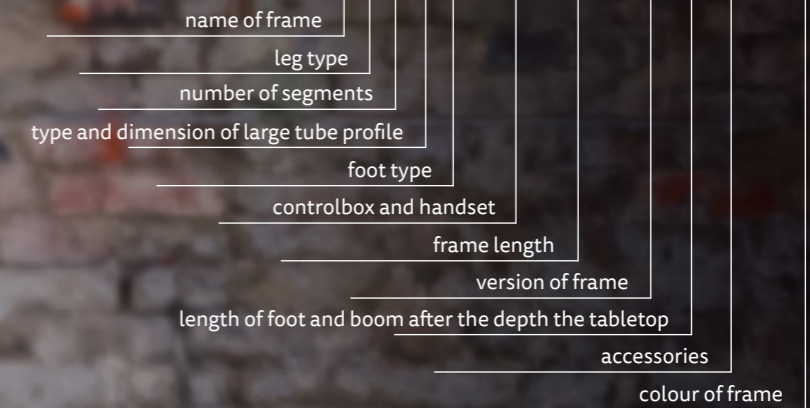 name of frame
leg type
number of segments
type and dimension of large tube profile
foot type
controlbox and handset
frame length
version of frame
length of foot and boom after the depth the tabletop
accessories
colour of frame